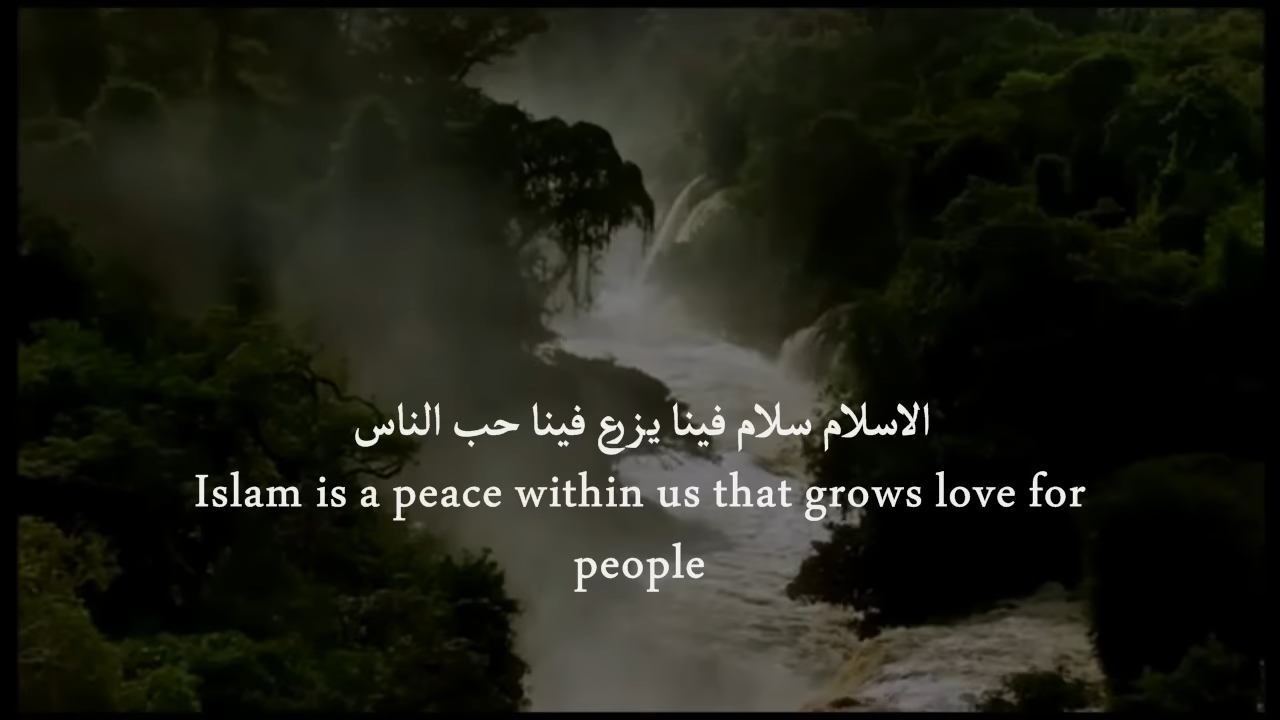 الاسلام سلام فينا يزرع فينا حب الناس
Islam is a peace within us that grows love for
people